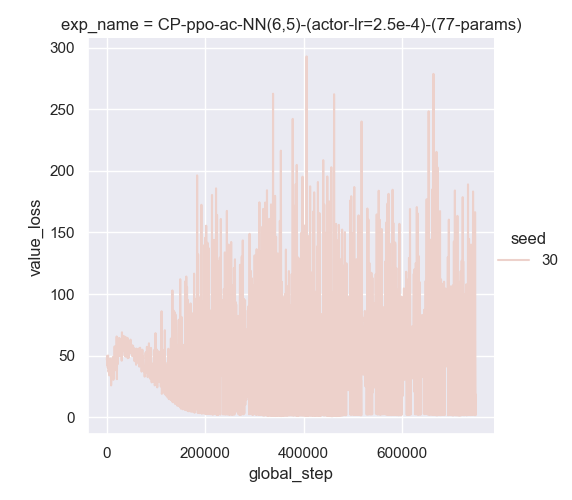 exp_name = CP-ppo-ac-NN(6,5)-(actor-lr=2.5e-4)-(77-params)
300
250
200
150
100
50
0
value_loss
0 200000 400000 600000
global_step
seed
30